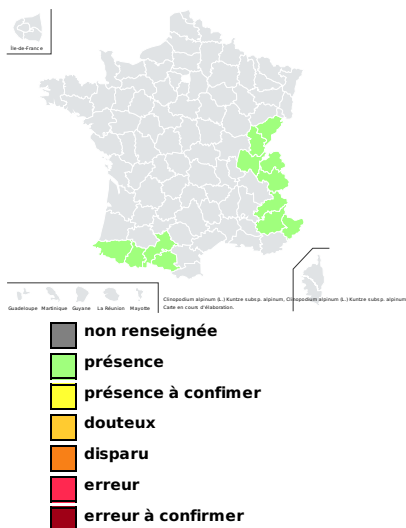 Île-de-France
Guadeloupe Martinique Guyane La Réunion Mayotte
Clinopodium alpinum (L.) Kuntze subsp. alpinum, Clinopodium alpinum (L.) Kuntze subsp. alpinum
Carte en cours d'élaboration.
non renseignée
présence
présence à confimer
douteux
disparu
erreur
erreur à confirmer